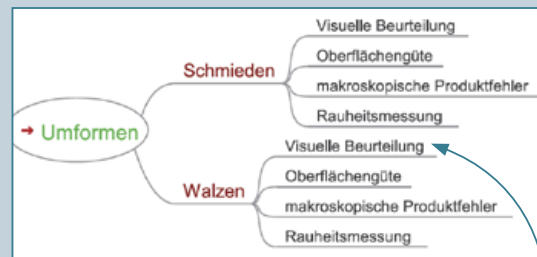 Umformen
Schmieden
Visuelle Beurteilung
Oberflächengüte
makroskopische Produktfehler
Rauheitsmessung
Walzen
Visuelle Beurteilung
Oberflächengüte
makroskopische Produktfehler
Rauheitsmessung